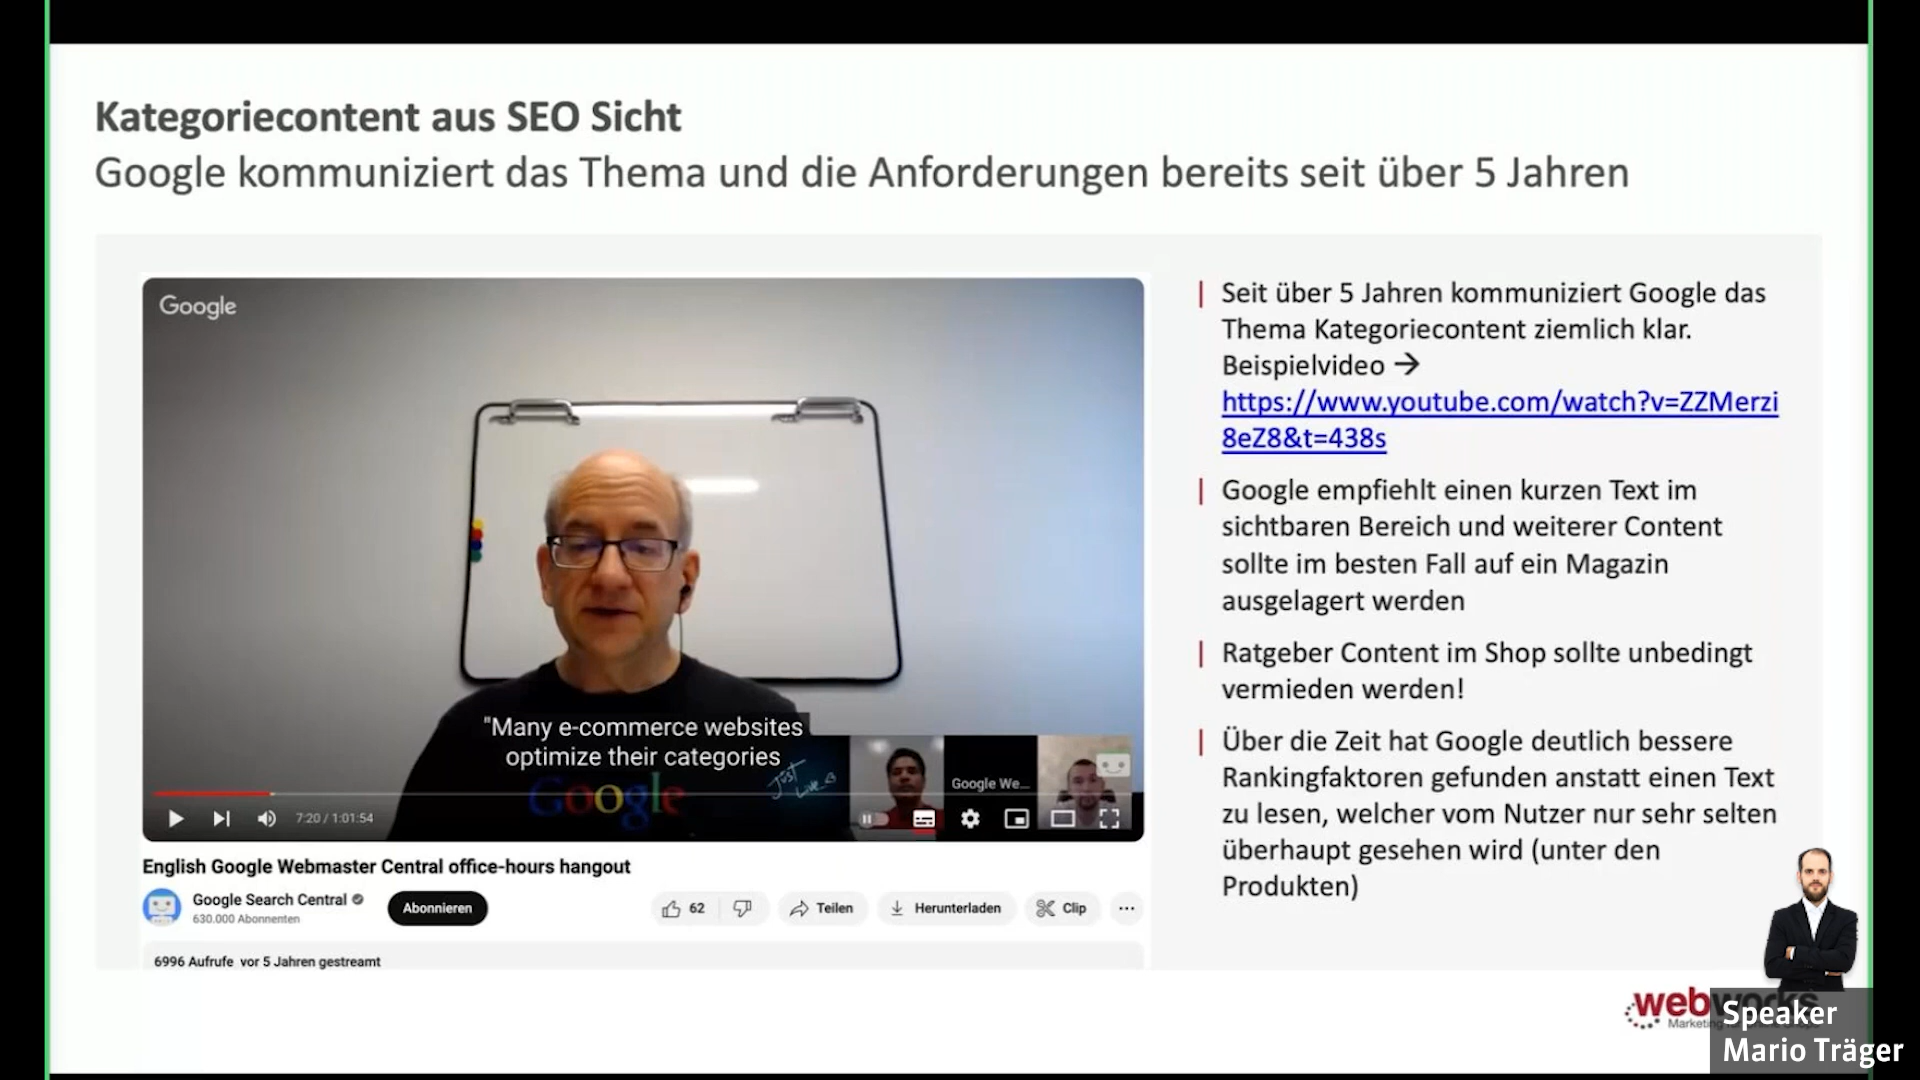 Kategoriecontent aus SEO Sicht
Google kommuniziert das Thema und die Anforderungen bereits seit über 5 Jahren
Google
"Many e-commerce websites
optimize their categories
Just
Google
Google We...
7:20 / 1:01:54
English Google Webmaster Central office-hours hangout
Google Search Central
630.000 Abonnenten
Abonnieren
62
Teilen
Herunterladen
Clip
6996 Aufrufe vor 5 Jahren gestreamt
| Seit über 5 Jahren kommuniziert Google das
Thema Kategoriecontent ziemlich klar.
Beispielvideo →
https://www.youtube.com/watch?v=ZZMerzi
8eZ8&t=438s
| Google empfiehlt einen kurzen Text im
sichtbaren Bereich und weiterer Content
sollte im besten Fall auf ein Magazin
ausgelagert werden
| Ratgeber Content im Shop sollte unbedingt
vermieden werden!
| Über die Zeit hat Google deutlich bessere
Rankingfaktoren gefunden anstatt einen Text
zu lesen, welcher vom Nutzer nur sehr selten
überhaupt gesehen wird (unter den
Produkten)
webworks
Speaker
Mario Träger